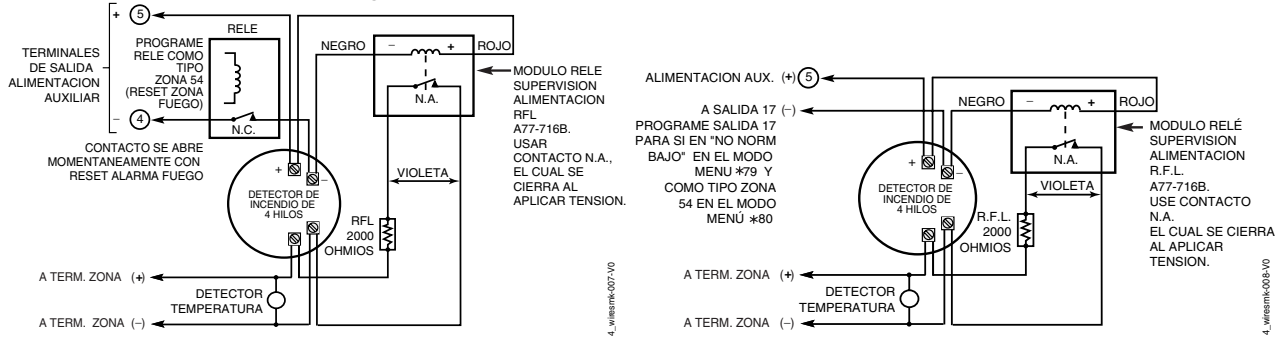 + 5
TERMINALES
DE SALIDA
ALIMENTACION
AUXILIAR
− 4
PROGRAME
RELE COMO
TIPO
ZONA 54
(RESET ZONA
FUEGO)
RELE
N.C.
CONTACTO SE ABRE
MOMENTANEAMENTE CON
RESET ALARMA FUEGO
NEGRO
− +
ROJO
N.A.
MODULO RELE
SUPERVISION
ALIMENTACION
RFL
A77-716B.
USAR
CONTACTO N.A.,
EL CUAL SE
CIERRA AL
APLICAR TENSION.
+ −
DETECTOR DE
INCENDIO DE
4 HILOS
VIOLETA
RFL
2000
OHMIOS
A TERM. ZONA (+)
DETECTOR
TEMPERATURA
A TERM. ZONA (−)
4_wiresmk-007-V0
ALIMENTACION AUX. (+) 5
A SALIDA 17 (−)
PROGRAME SALIDA 17
PARA SI EN "NO NORM
BAJO" EN EL MODO
MENU *79 Y
COMO TIPO ZONA
54 EN EL MODO
MENÚ *80
NEGRO
− +
ROJO
N.A.
MODULO RELÉ
SUPERVISION
ALIMENTACION
R.F.L.
A77-716B.
USE CONTACTO
N.A.
EL CUAL SE CIERRA
AL APLICAR
TENSION.
+ −
DETECTOR DE
INCENDIO DE
4 HILOS
VIOLETA
R.F.L.
2000
OHMIOS
A TERM. ZONA (+)
DETECTOR
TEMPERATURA
A TERM. ZONA (−)
4_wiresmk-008-V0